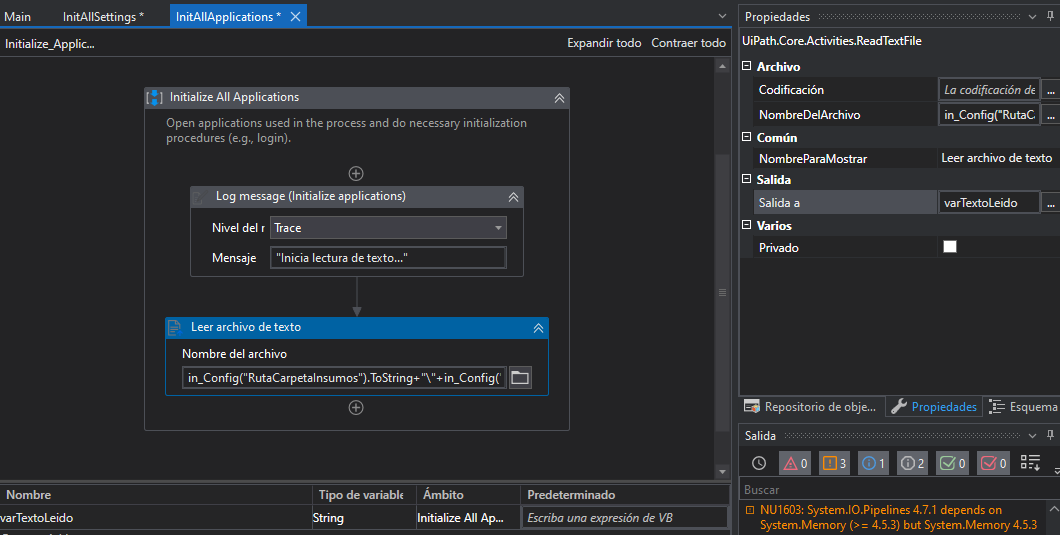 Main
InitAllSettings *
InitAllApplications *
Initialize_Applic...
Expandir todo
Contraer todo
Initialize All Applications
Open applications used in the process and do necessary initialization
procedures (e.g., login).
Log message (Initialize applications)
Nivel del r
Trace
Mensaje
"Inicia lectura de texto..."
Leer archivo de texto
Nombre del archivo
in_Config("RutaCarpetaInsumos").ToString+"\"+in_Config("
Nombre
Tipo de variable
Ámbito
Predeterminado
varTextoLeido
String
Initialize All Ap...
Escriba una expresión de VB
Propiedades
UiPath.Core.Activities.ReadTextFile
Archivo
Codificación
La codificación de
...
NombreDelArchivo
in_Config("RutaCa
...
Común
NombreParaMostrar
Leer archivo de texto
Salida
Salida a
varTextoLeido
...
Varios
Privado
Repositorio de obje...
Propiedades
Esquema
Salida
0
3
1
2
0
0
Buscar
NU1603: System.IO.Pipelines 4.7.1 depends on
System.Memory (>= 4.5.3) but System.Memory 4.5.3